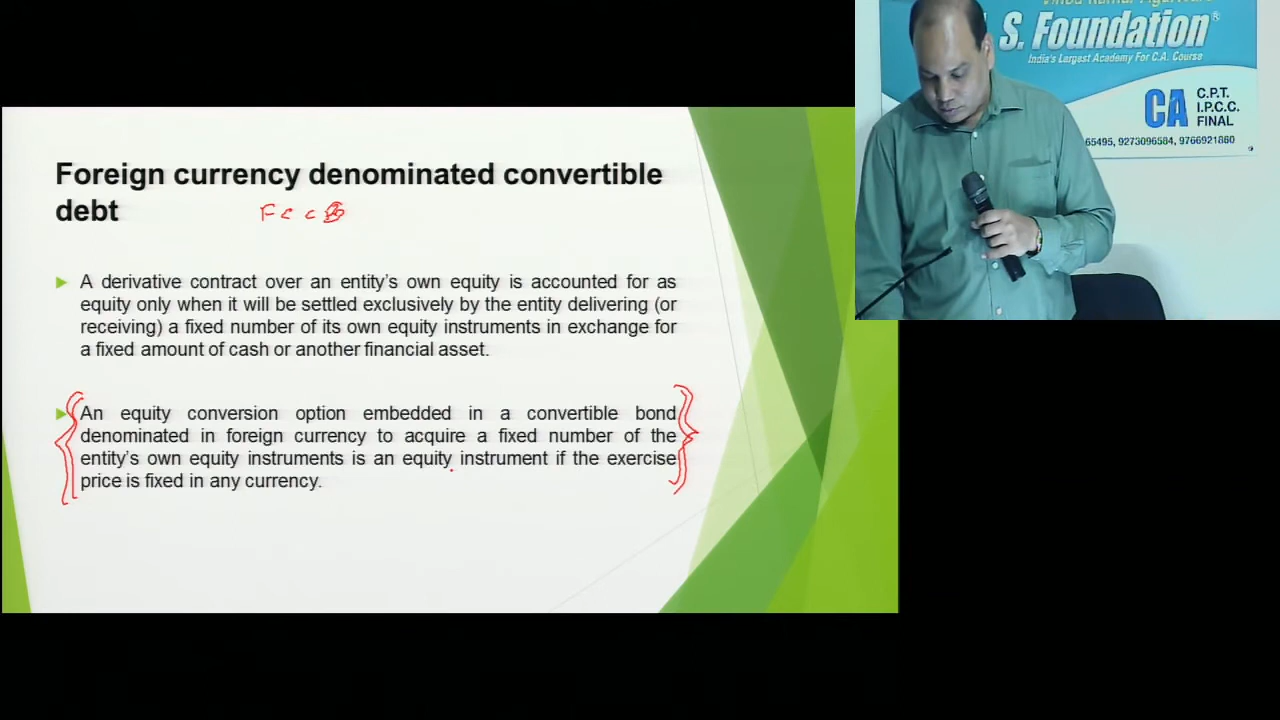 Foreign currency denominated convertible
debt
F C C B
A derivative contract over an entity's own equity is accounted for as
equity only when it will be settled exclusively by the entity delivering (or
receiving) a fixed number of its own equity instruments in exchange for
a fixed amount of cash or another financial asset.
An equity conversion option embedded in a convertible bond
denominated in foreign currency to acquire a fixed number of the
entity's own equity instruments is an equity instrument if the exercise
price is fixed in any currency.
S. Foundation®
India's Largest Academy For C.A. Course
CA
C.P.T.
I.P.C.C.
FINAL
65495, 9273096584, 9766921860